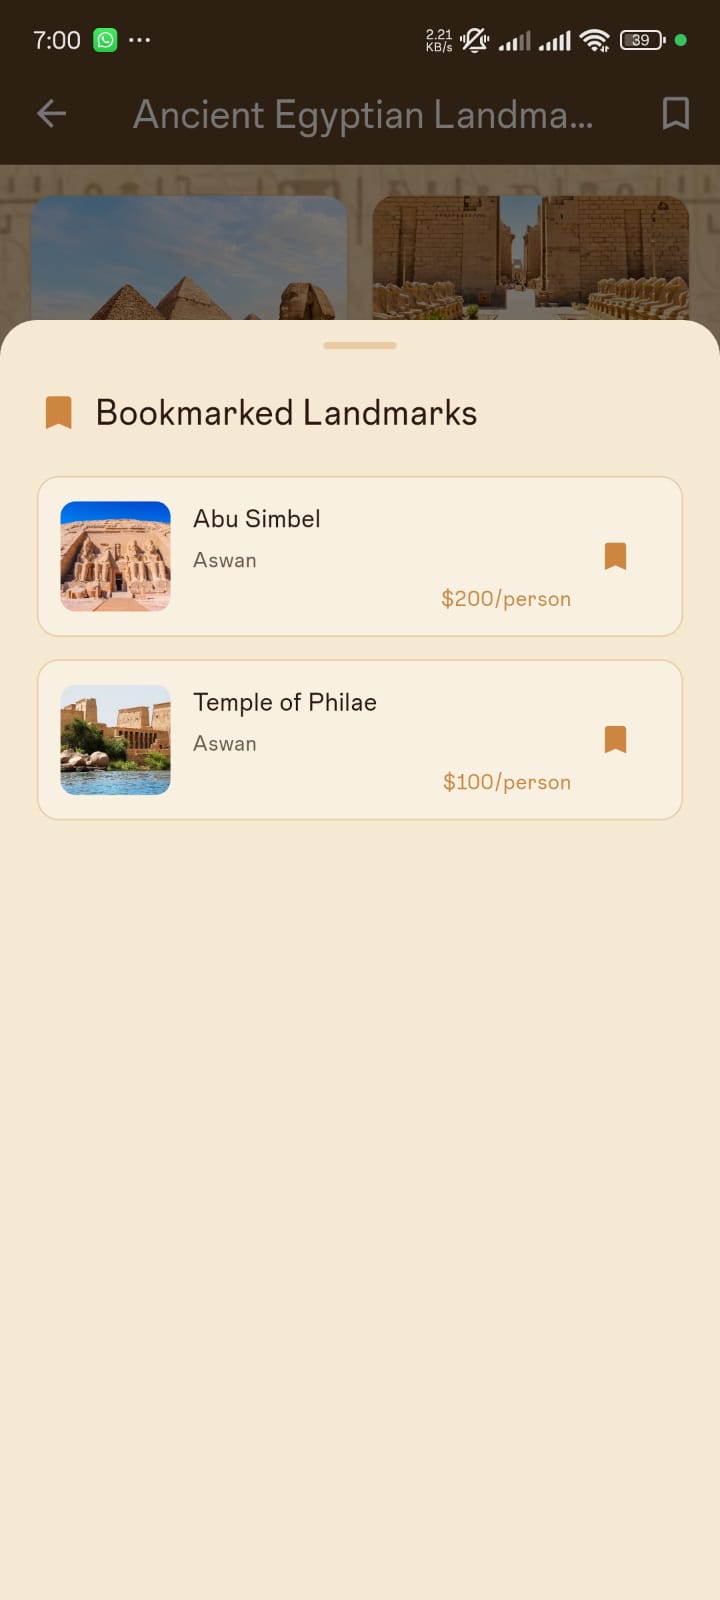 7:00
2.21
KB/s
39
Ancient Egyptian Landma...
Bookmarked Landmarks
Abu Simbel
Aswan
$200/person
Temple of Philae
Aswan
$100/person